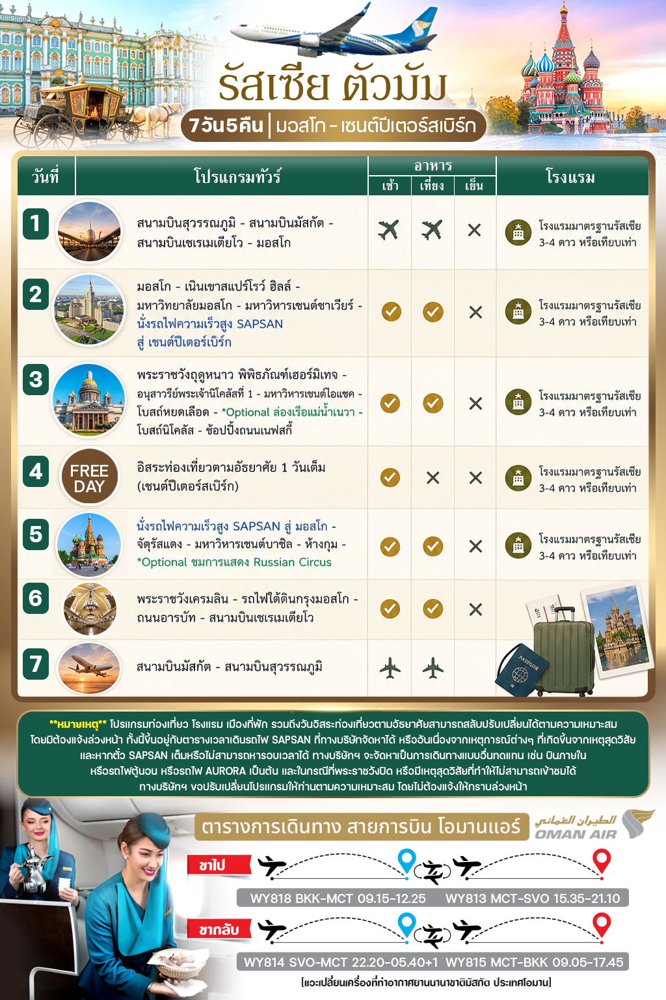 รัสเซีย ตัวมัม
7วัน5คืน | มอสโก - เซนต์ปีเตอร์สเบิร์ก
วันที่
โปรแกรมทัวร์
อาหาร
เช้า
เที่ยง
เย็น
โรงแรม
1
สนามบินสุวรรณภูมิ - สนามบินมัสกัต -
สนามบินเชเรเมเตียโว - มอสโก
โรงแรมมาตรฐานรัสเซีย
3-4 ดาว หรือเทียบเท่า
2
มอสโก - เนินเขาสแปร์โรว์ ฮิลล์ -
มหาวิทยาลัยมอสโก - มหาวิหารเซนต์ซาเวียร์ -
นั่งรถไฟความเร็วสูง SAPSAN
สู่ เซนต์ปีเตอร์เบิร์ก
โรงแรมมาตรฐานรัสเซีย
3-4 ดาว หรือเทียบเท่า
3
พระราชวังฤดูหนาว พิพิธภัณฑ์เฮอร์มิเทจ -
อนุสาวรีย์พระเจ้านิโคลัสที่ 1 - มหาวิหารเซนต์ไอแซค -
โบสถ์หยดเลือด - *Optional ล่องเรือแม่น้ำเนวา -
โบสถ์นิโคลัส - ช้อปปิ้งถนนเนฟสกี้
โรงแรมมาตรฐานรัสเซีย
3-4 ดาว หรือเทียบเท่า
4
FREE
DAY
อิสระท่องเที่ยวตามอัธยาศัย 1 วันเต็ม
(เซนต์ปีเตอร์สเบิร์ก)
โรงแรมมาตรฐานรัสเซีย
3-4 ดาว หรือเทียบเท่า
5
นั่งรถไฟความเร็วสูง SAPSAN สู่ มอสโก -
จัตุรัสแดง - มหาวิหารเซนต์บาซิล - ห้างกุม -
*Optional ชมการแสดง Russian Circus
โรงแรมมาตรฐานรัสเซีย
3-4 ดาว หรือเทียบเท่า
6
พระราชวังเครมลิน - รถไฟใต้ดินกรุงมอสโก -
ถนนอารบัท - สนามบินเชเรเมเตียโว
7
สนามบินมัสกัต - สนามบินสุวรรณภูมิ
PASSPORT
**หมายเหตุ** โปรแกรมท่องเที่ยว โรงแรม เมืองที่พัก รวมถึงวันอิสระท่องเที่ยวตามอัธยาศัยสามารถสลับปรับเปลี่ยนได้ตามความเหมาะสม
โดยมิต้องแจ้งล่วงหน้า ทั้งนี้ขึ้นอยู่กับตารางเวลาเดินรถไฟ SAPSAN ที่ทางบริษัทจัดหาได้ หรืออันเนื่องจากเหตุการณ์ต่างๆ ที่เกิดขึ้นจากเหตุสุดวิสัย
และหากตั๋ว SAPSAN เต็มหรือไม่สามารถหารอบเวลาได้ ทางบริษัทฯ จะจัดหาเป็นการเดินทางแบบอื่นทดแทน เช่น บินภายใน
หรือรถไฟตู้นอน หรือรถไฟ AURORA เป็นต้น และในกรณีที่พระราชวังปิด หรือมีเหตุสุดวิสัยที่ทำให้ไม่สามารถเข้าชมได้
ทางบริษัทฯ ขอปรับเปลี่ยนโปรแกรมให้ท่านตามความเหมาะสม โดยไม่ต้องแจ้งให้ทราบล่วงหน้า
ตารางการเดินทาง สายการบิน โอมานแอร์
الطيران العُماني
OMAN AIR
ขาไป
WY818 BKK-MCT 09.15-12.25 WY813 MCT-SVO 15.35-21.10
ขากลับ
WY814 SVO-MCT 22.20-05.40+1 WY815 MCT-BKK 09.05-17.45
[แวะเปลี่ยนเครื่องที่ท่าอากาศยานนานาชาติมัสกัต ประเทศโอมาน]